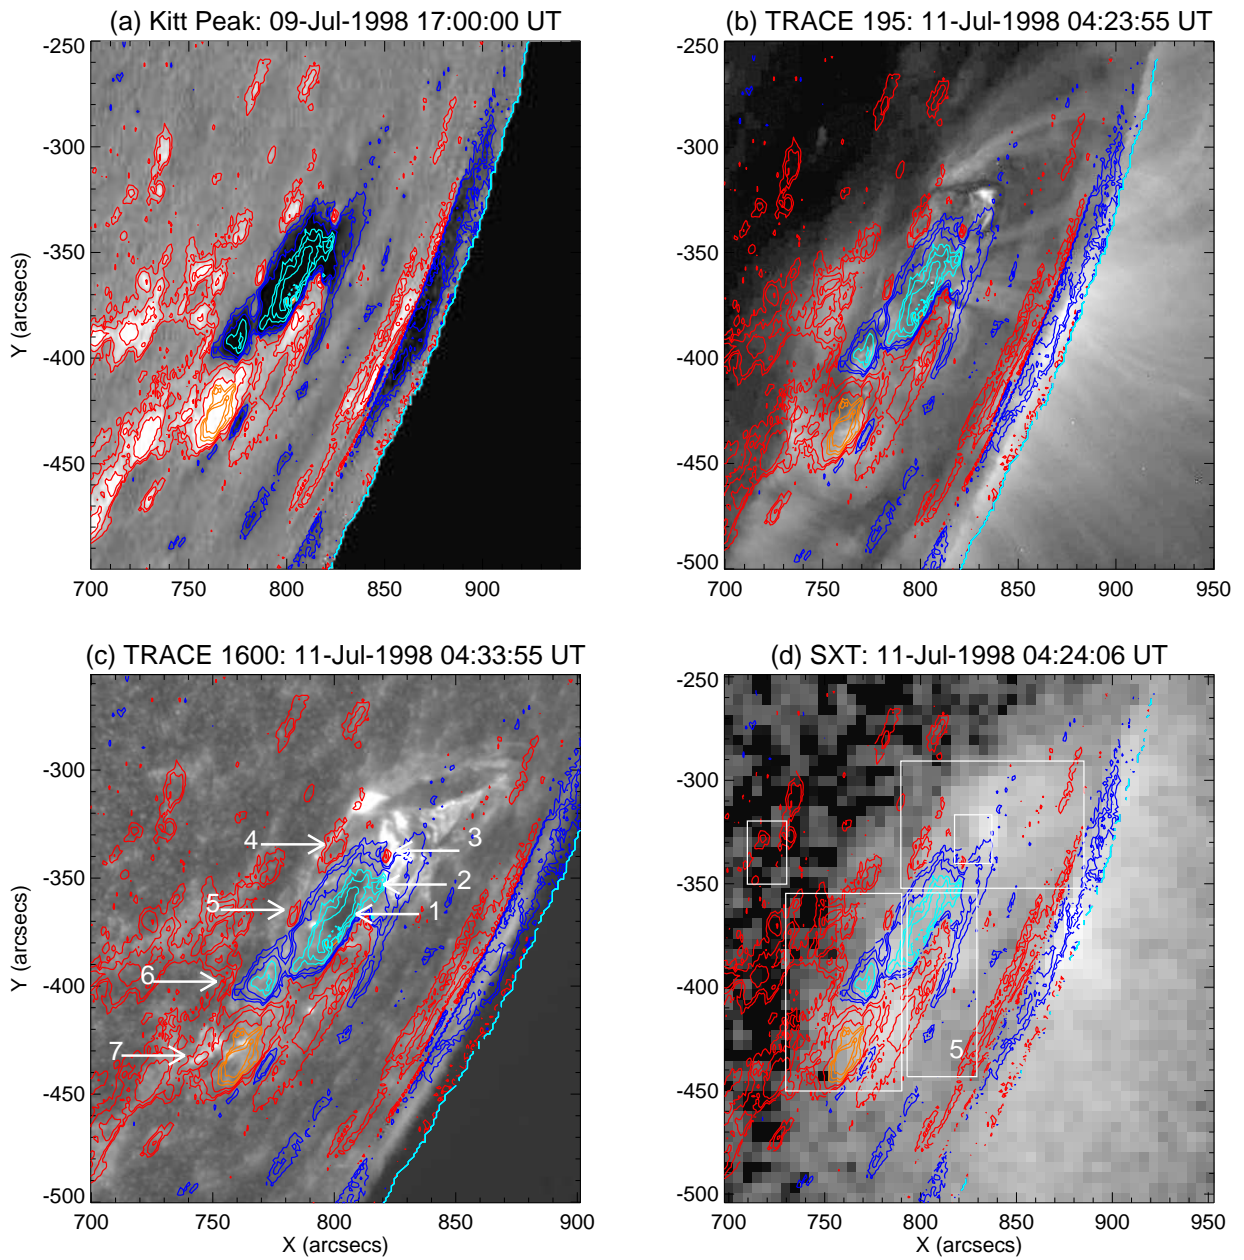 (a) Kitt Peak: 09-Jul-1998 17:00:00 UT
(b) TRACE 195: 11-Jul-1998 04:23:55 UT
-250
-300
-350
-400
-450
Y (arcsecs)
700 750 800 850 900
-250
-300
-350
-400
-450
-500
700 750 800 850 900 950
(c) TRACE 1600: 11-Jul-1998 04:33:55 UT
(d) SXT: 11-Jul-1998 04:24:06 UT
-300
-350
-400
-450
-500
Y (arcsecs)
4
3
2
5
1
6
7
700 750 800 850 900
X (arcsecs)
-250
-300
-350
-400
-450
-500
5
700 750 800 850 900 950
X (arcsecs)